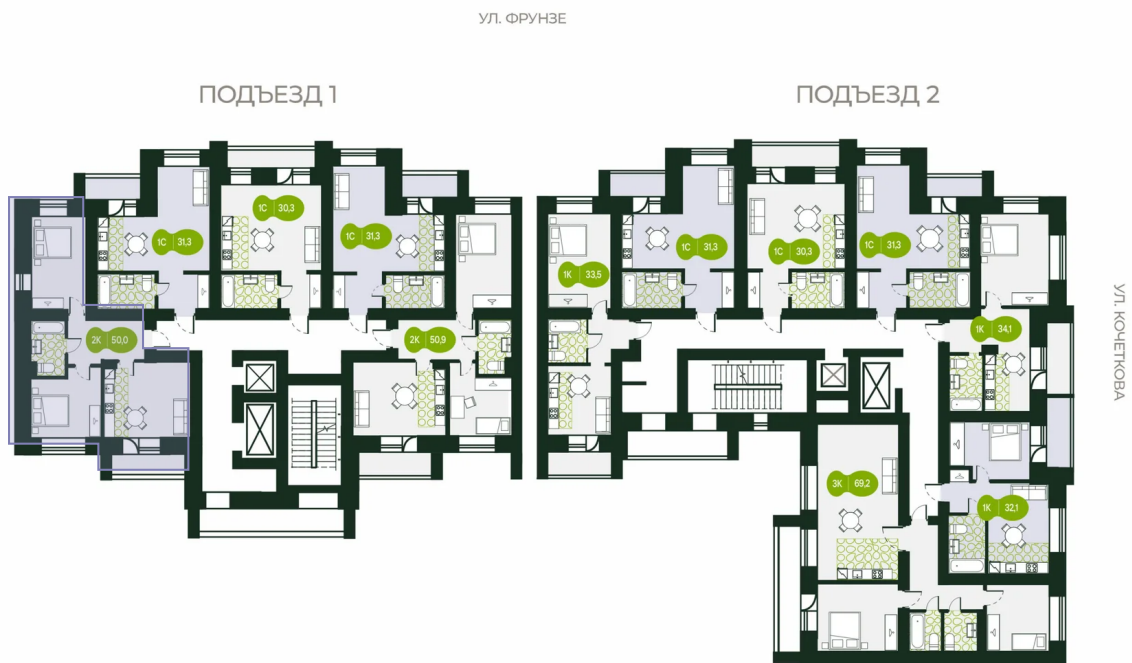 УЛ. ФРУНЗЕ
ПОДЪЕЗД 1
ПОДЪЕЗД 2
1С 31,3
1С 30,3
1С 31,3
2К 50,0
2К 50,9
1К 33,5
1С 31,3
1С 30,3
1С 31,3
1К 34,1
3К 69,2
1К 32,1
УЛ. КОЧЕТКОВА